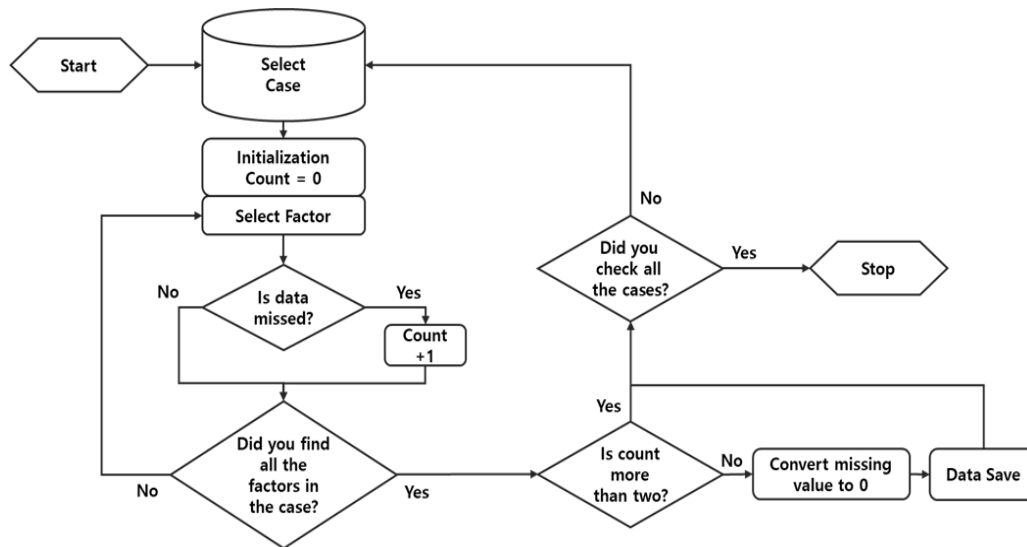 Start
Select
Case
Initialization
Count = 0
Select Factor
Is data
missed?
No
Yes
Count
+1
Did you find
all the
factors in
the case?
No
Yes
Is count
more
than two?
Yes
No
Convert missing
value to 0
Data Save
Did you
check all
the cases?
No
Yes
Stop